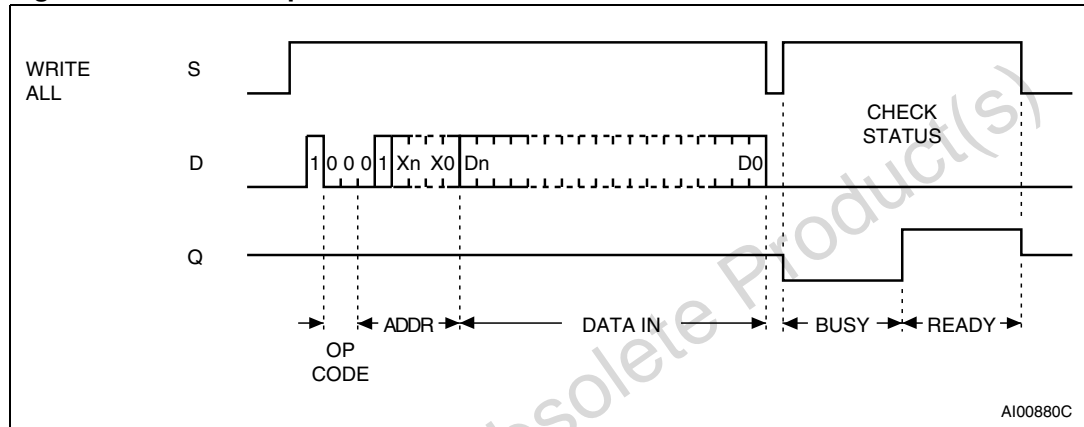 WRITE
ALL
S
CHECK
STATUS
D
1 0 0 0 1 Xn X0 Dn D0
Q
ADDR
DATA IN
BUSY
READY
OP
CODE
AI00880C
Obsolete Product(s)